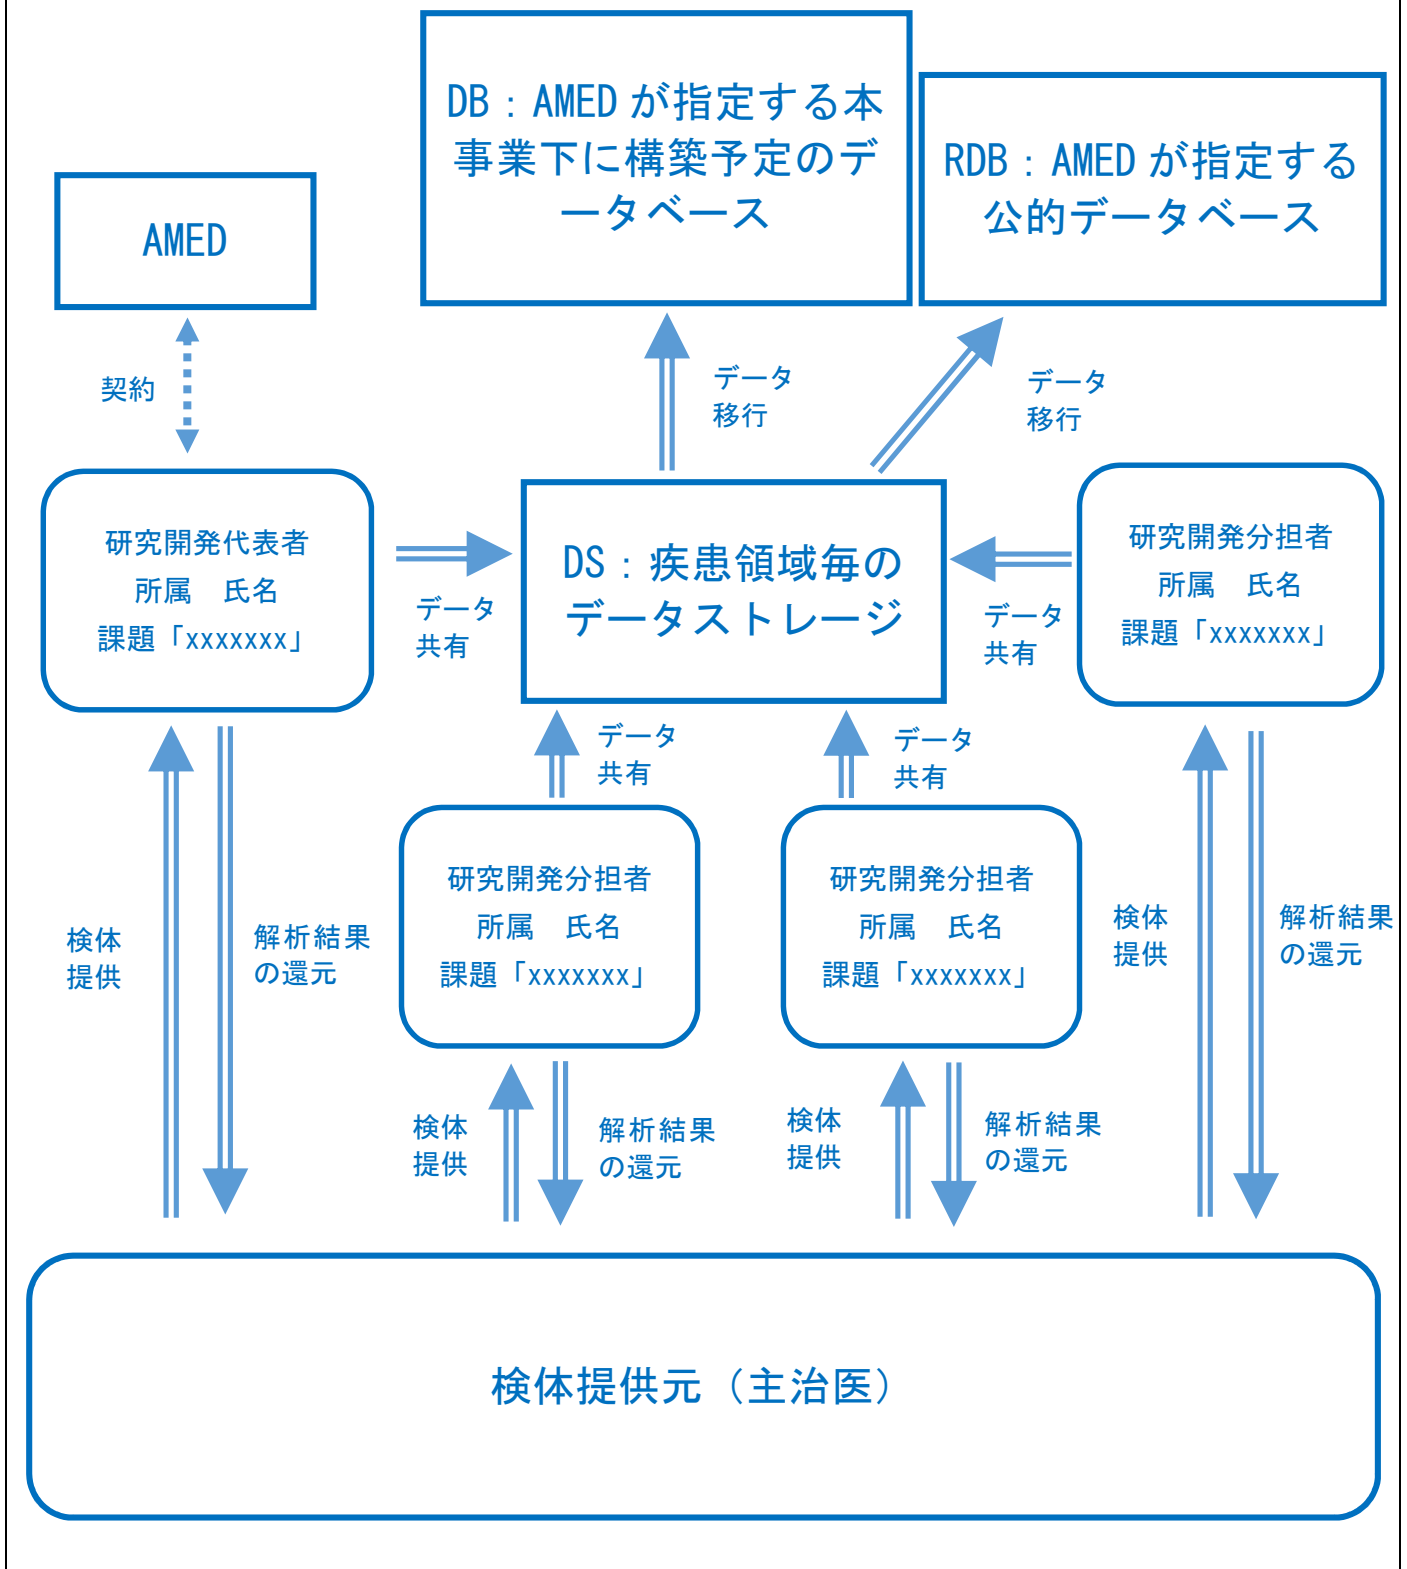 DB：AMED が指定する本
事業下に構築予定のデ
ータベース
RDB：AMED が指定する
公的データベース
AMED
契約
データ
移行
データ
移行
研究開発代表者
所属　氏名
課題「xxxxxxx」
データ
共有
DS：疾患領域毎の
データストレージ
データ
共有
研究開発分担者
所属　氏名
課題「xxxxxxx」
データ
共有
データ
共有
研究開発分担者
所属　氏名
課題「xxxxxxx」
研究開発分担者
所属　氏名
課題「xxxxxxx」
検体
提供
解析結果
の還元
検体
提供
解析結果
の還元
検体
提供
解析結果
の還元
検体
提供
解析結果
の還元
検体提供元（主治医）